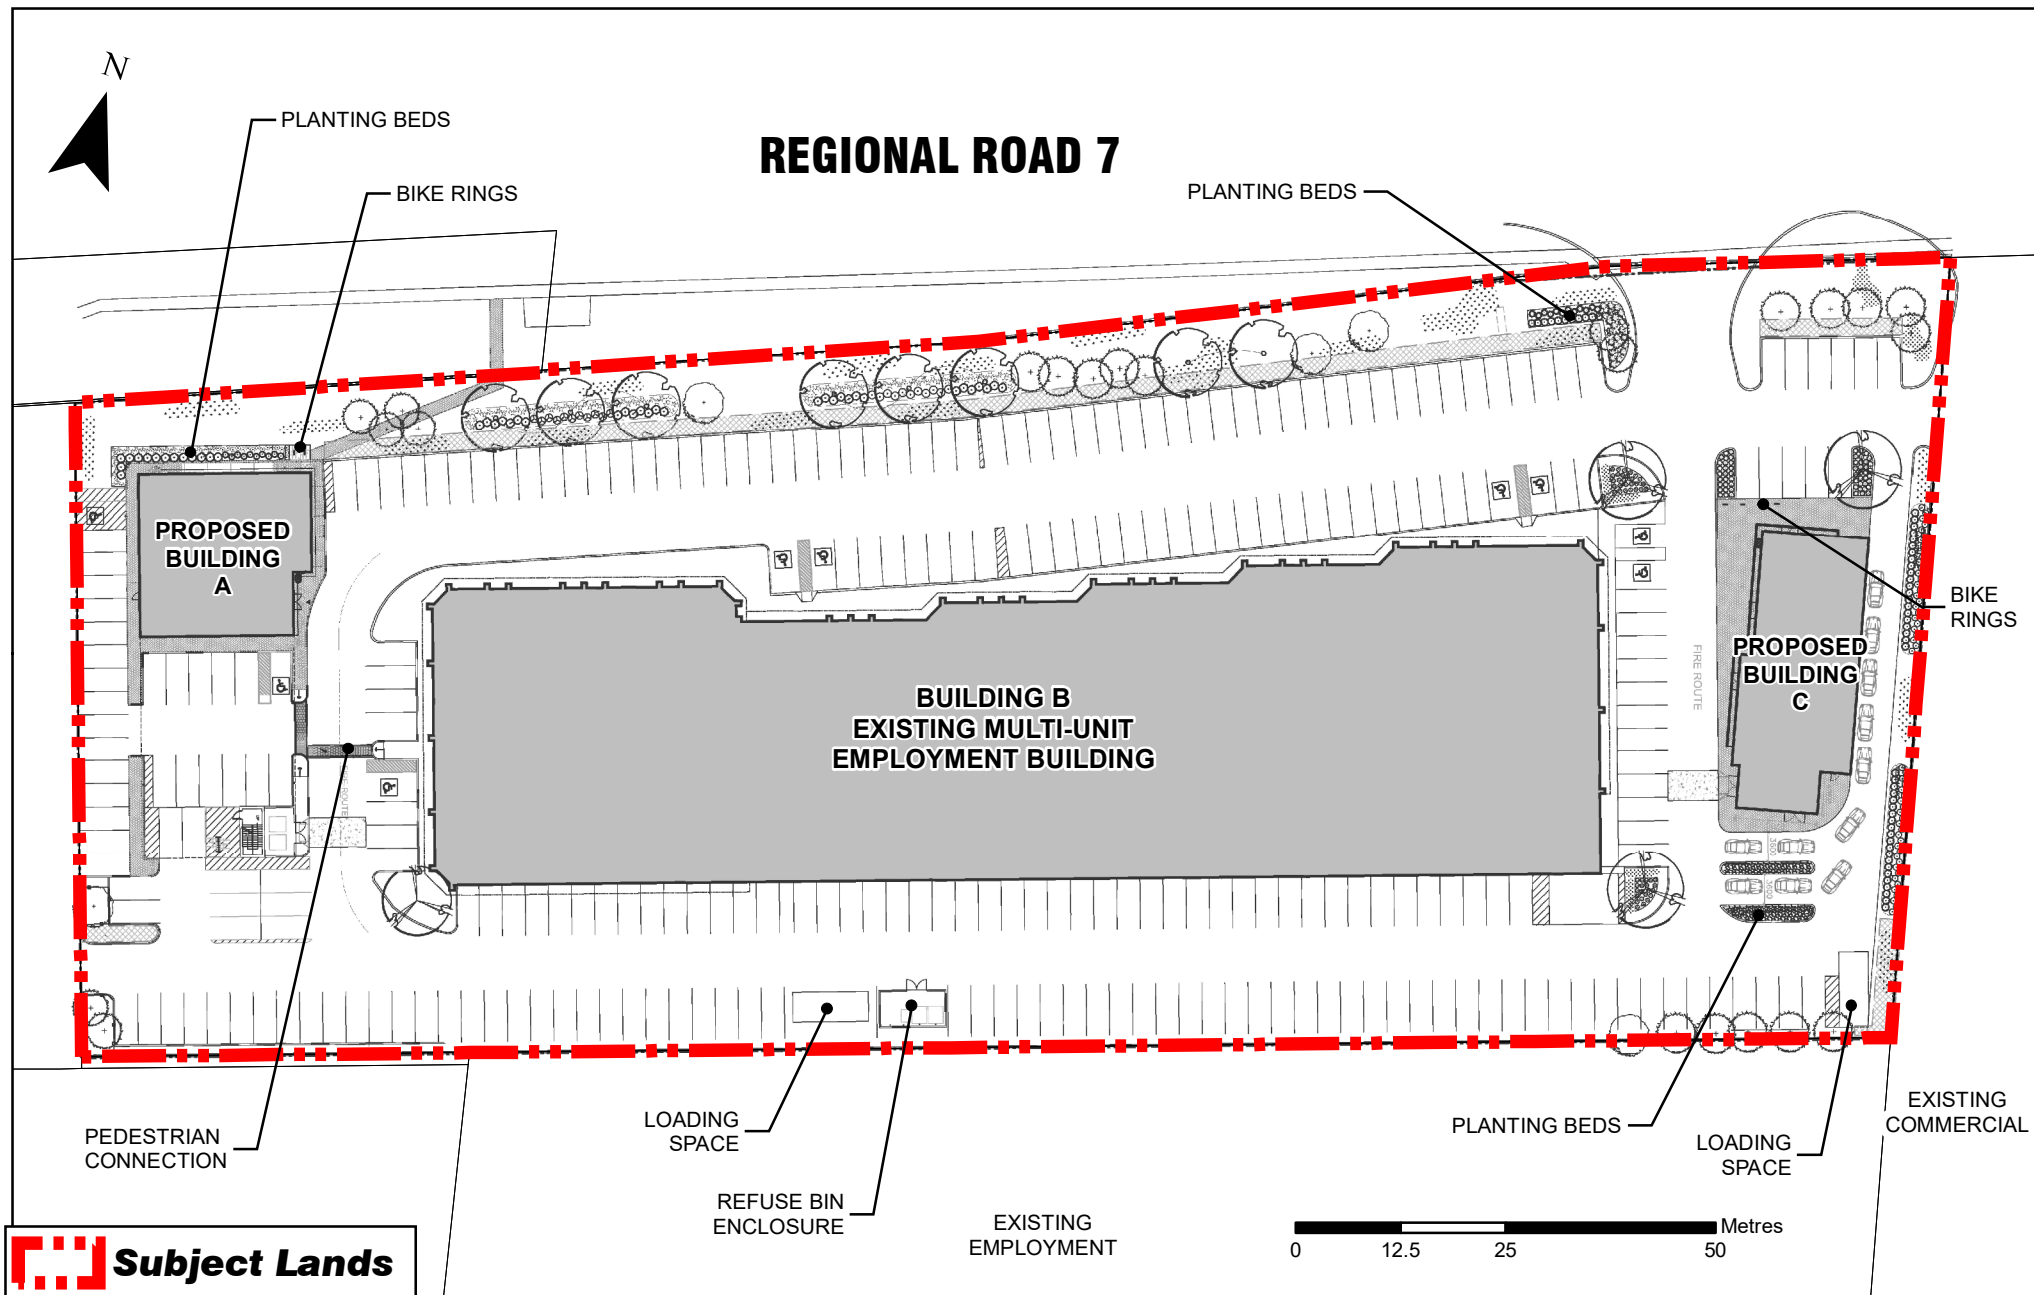 N
PLANTING BEDS
REGIONAL ROAD 7
BIKE RINGS
PLANTING BEDS
PROPOSED
BUILDING
A
BIKE
RINGS
FIRE ROUTE
PROPOSED
BUILDING
C
BUILDING B
EXISTING MULTI-UNIT
EMPLOYMENT BUILDING
PEDESTRIAN
CONNECTION
LOADING
SPACE
REFUSE BIN
ENCLOSURE
EXISTING
EMPLOYMENT
PLANTING BEDS
LOADING
SPACE
EXISTING
COMMERCIAL
Metres
0 12.5 25 50
Subject Lands